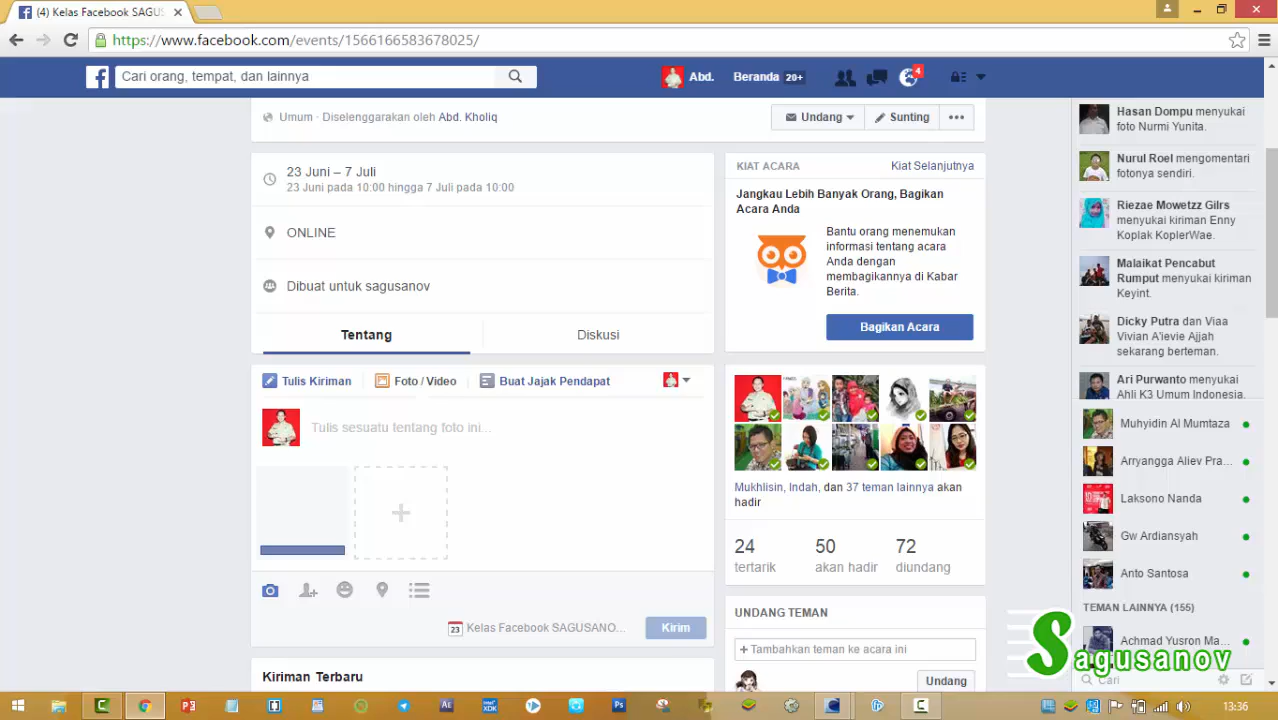 (4) Kelas Facebook SAGUS
https://www.facebook.com/events/1566166583678025/
Cari orang, tempat, dan lainnya
Abd.
Beranda 20+
4
Umum · Diselenggarakan oleh Abd. Kholiq
Undang
Sunting
23 Juni – 7 Juli
23 Juni pada 10:00 hingga 7 Juli pada 10:00
ONLINE
Dibuat untuk sagusanov
Tentang
Diskusi
Tulis Kiriman
Foto / Video
Buat Jajak Pendapat
Tulis sesuatu tentang foto ini...
23 Kelas Facebook SAGUSANO...
Kirim
Kiriman Terbaru
KIAT ACARA
Kiat Selanjutnya
Jangkau Lebih Banyak Orang, Bagikan
Acara Anda
Bantu orang menemukan
informasi tentang acara
Anda dengan
membagikannya di Kabar
Berita.
Bagikan Acara
Mukhlisin, Indah, dan 37 teman lainnya akan
hadir
24
tertarik
50
akan hadir
72
diundang
UNDANG TEMAN
+ Tambahkan teman ke acara ini
Undang
Hasan Dompu menyukai
foto Nurmi Yunita.
Nurul Roel mengomentari
fotonya sendiri.
Riezae Mowetzz Gilrs
menyukai kiriman Enny
Koplak KoplerWae.
Malaikat Pencabut
Rumput menyukai kiriman
Keyint.
Dicky Putra dan Viaa
Vivian A'ievie Ajjah
sekarang berteman.
Ari Purwanto menyukai
Ahli K3 Umum Indonesia.
Muhyidin Al Mumtaza
Arryangga Aliev Pra...
Laksono Nanda
Gw Ardiansyah
Anto Santosa
TEMAN LAINNYA (155)
Achmad Yusron Ma...
Cari
Sagusanov
13:36